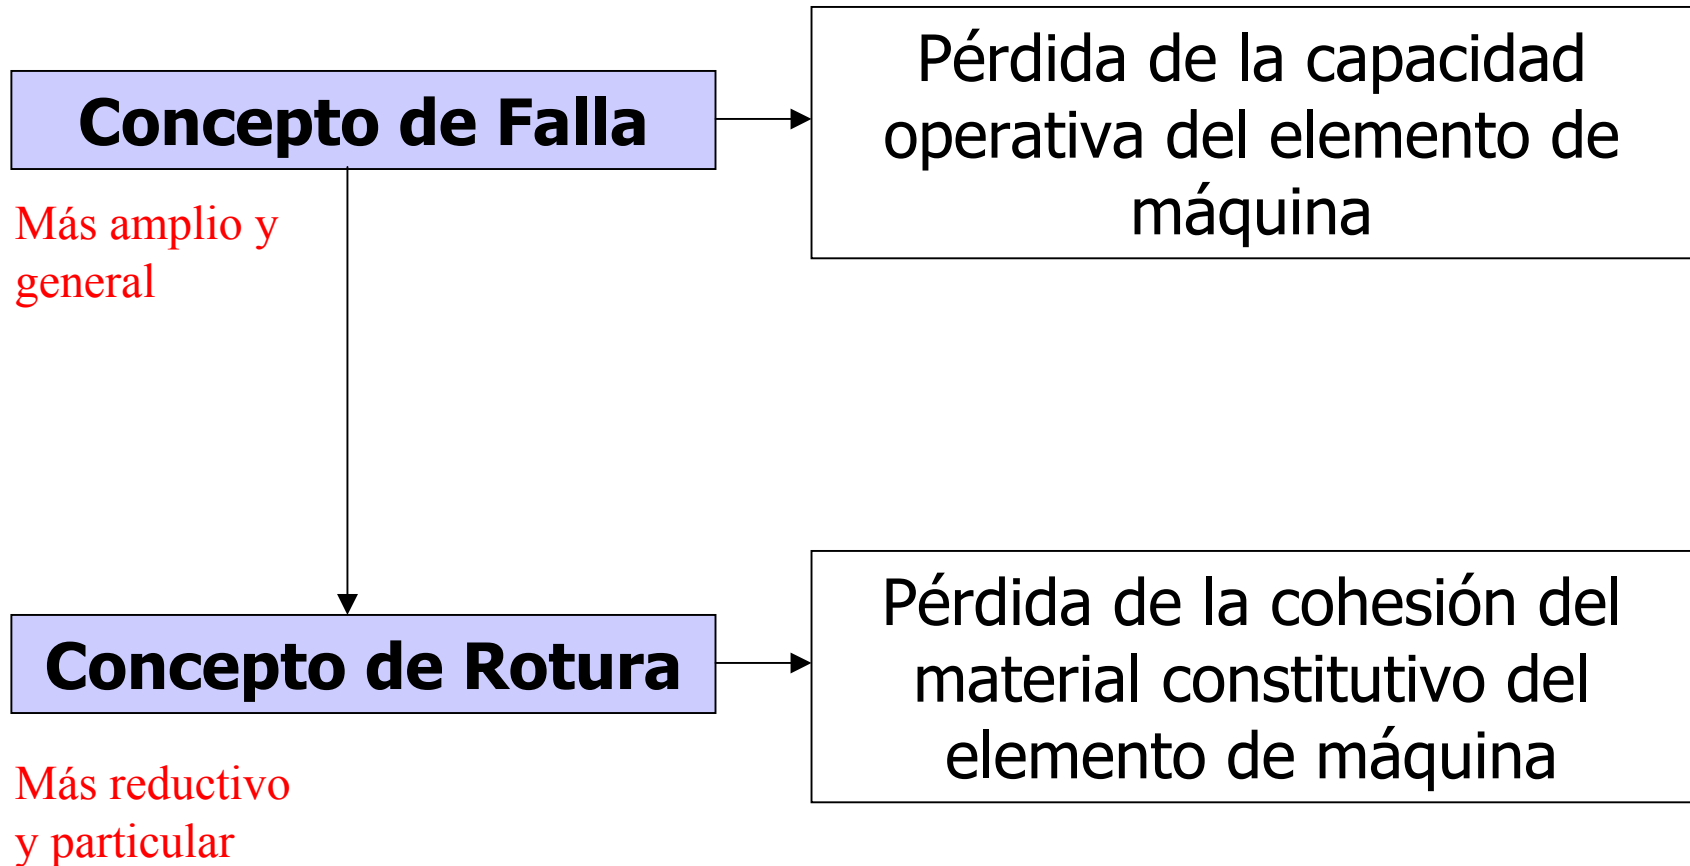 Concepto de Falla
Pérdida de la capacidad
operativa del elemento de
máquina
Más amplio y
general
Concepto de Rotura
Pérdida de la cohesión del
material constitutivo del
elemento de máquina
Más reductivo
y particular